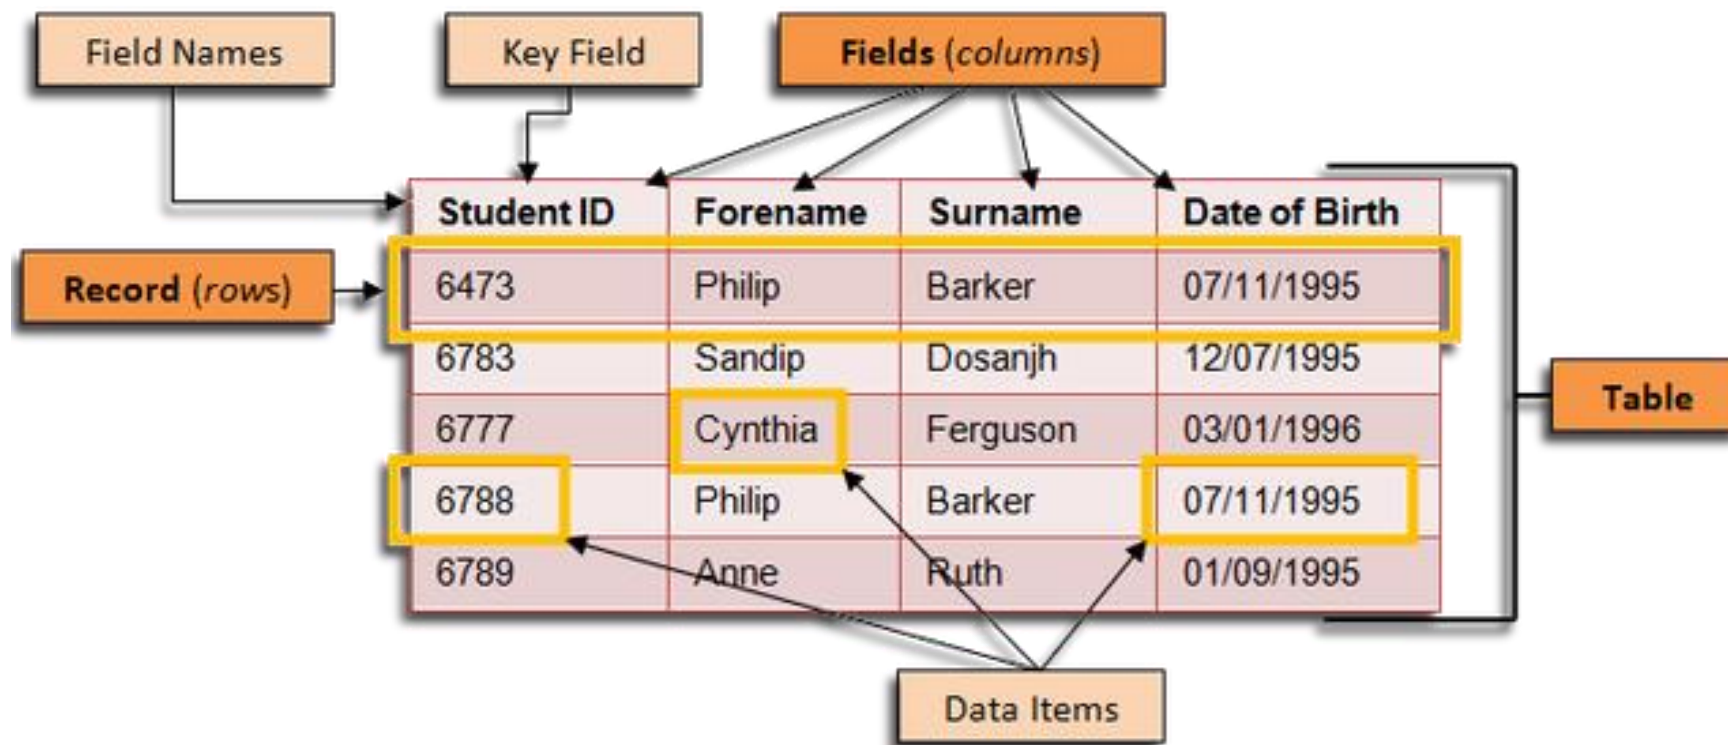 Field Names
Key Field
Fields (columns)
Student ID Forename Surname Date of Birth
Record (rows)
6473 Philip Barker 07/11/1995
6783 Sandip Dosanjh 12/07/1995
Table
6777 Cynthia Ferguson 03/01/1996
6788 Philip Barker 07/11/1995
6789 Anne Ruth 01/09/1995
Data Items